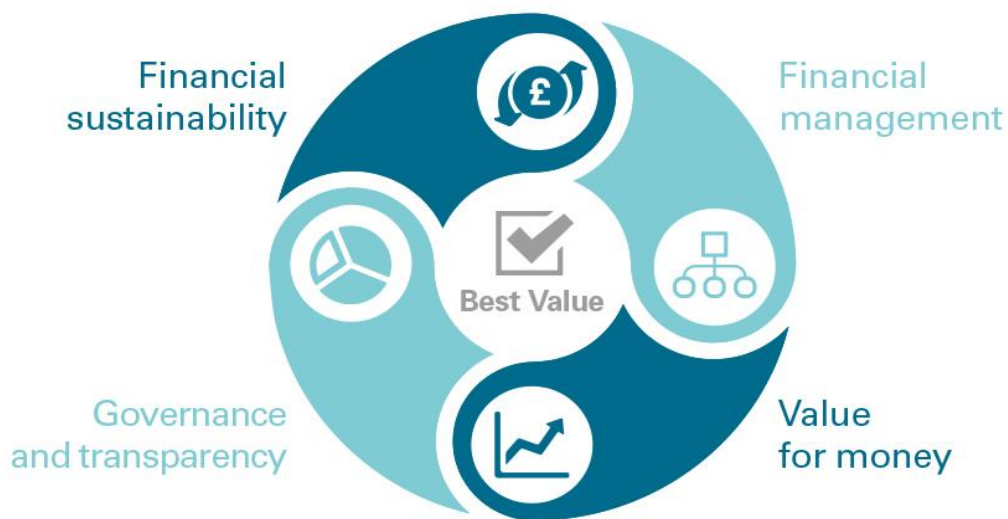 Financial
sustainability
£
Financial
management
Best Value
Governance
and transparency
Value
for money